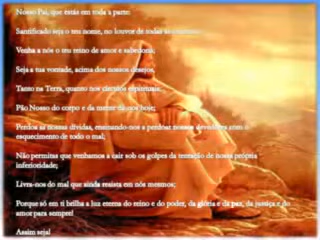 Nosso Pai, que estás em toda a parte.
Santificado seja o teu nome, no louvor de todas as
Venha a nós o teu reino de amor e sabedoria;
Seja a tua vontade, acima dos nossos desejos,
Tanto na Terra, quanto nos círculos espirituais.
Pão Nosso do corpo e da mente dá-nos hoje;
Perdoa as nossas dívidas, ensinando-nos a perdoar nossos devedores com o
esquecimento de todo o mal;
Não permitas que venhamos a cair sob os golpes da tentação de nossa própria
inferioridade;
Livra-nos do mal que ainda resista em nós mesmos;
Porque só em ti brilha a luz eterna do reino e do poder, da glória e da paz, da justiça e do
amor para sempre!
Assim seja!